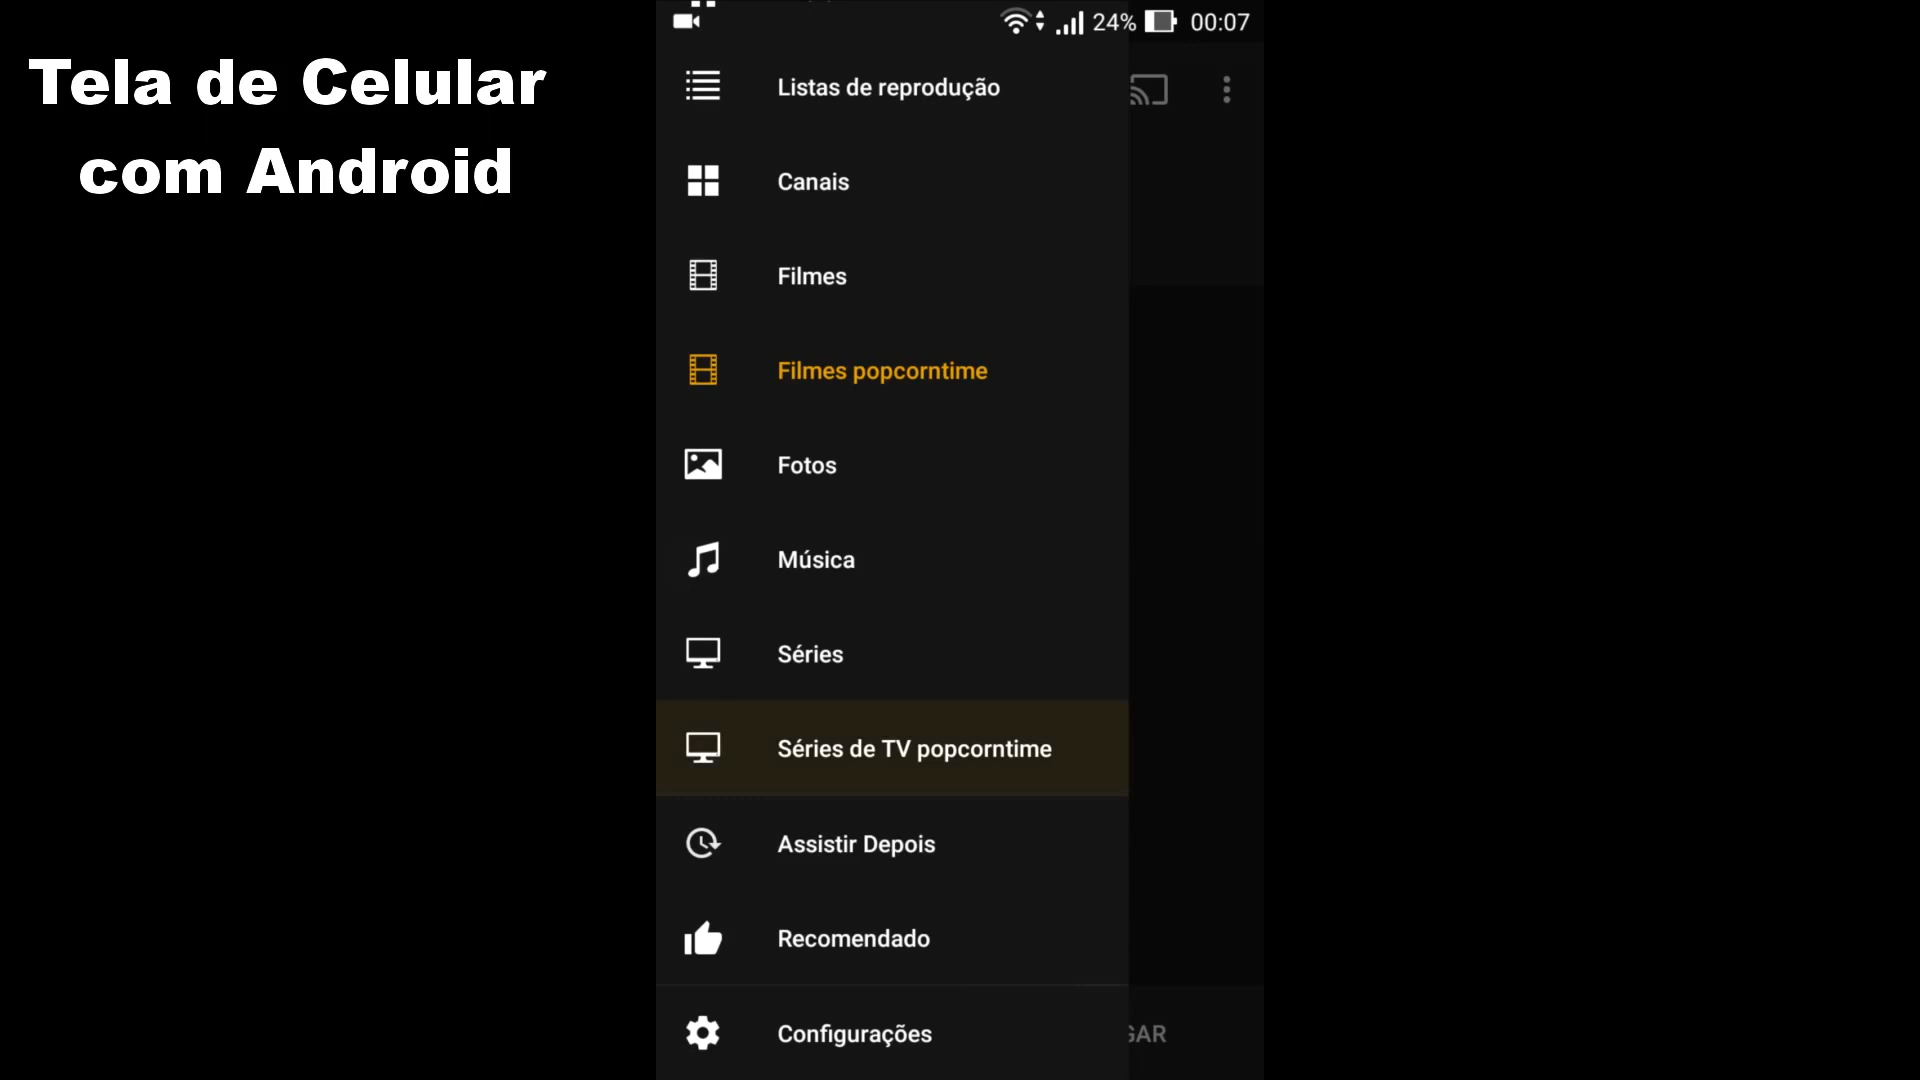 Tela de Celular
com Android
24% 00:07
Listas de reprodução
Canais
Filmes
Filmes popcorntime
Fotos
Música
Séries
Séries de TV popcorntime
Assistir Depois
Recomendado
Configurações
GAR